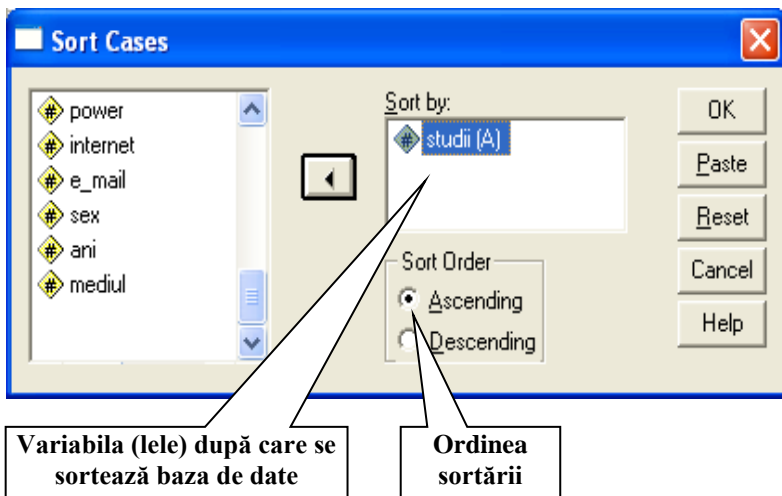 Sort Cases
power
internet
e_mail
sex
ani
mediul
Sort by:
studii (A)
Sort Order
Ascending
Descending
OK
Paste
Reset
Cancel
Help
Variabila (lele) după care se
sortează baza de date
Ordinea
sortării